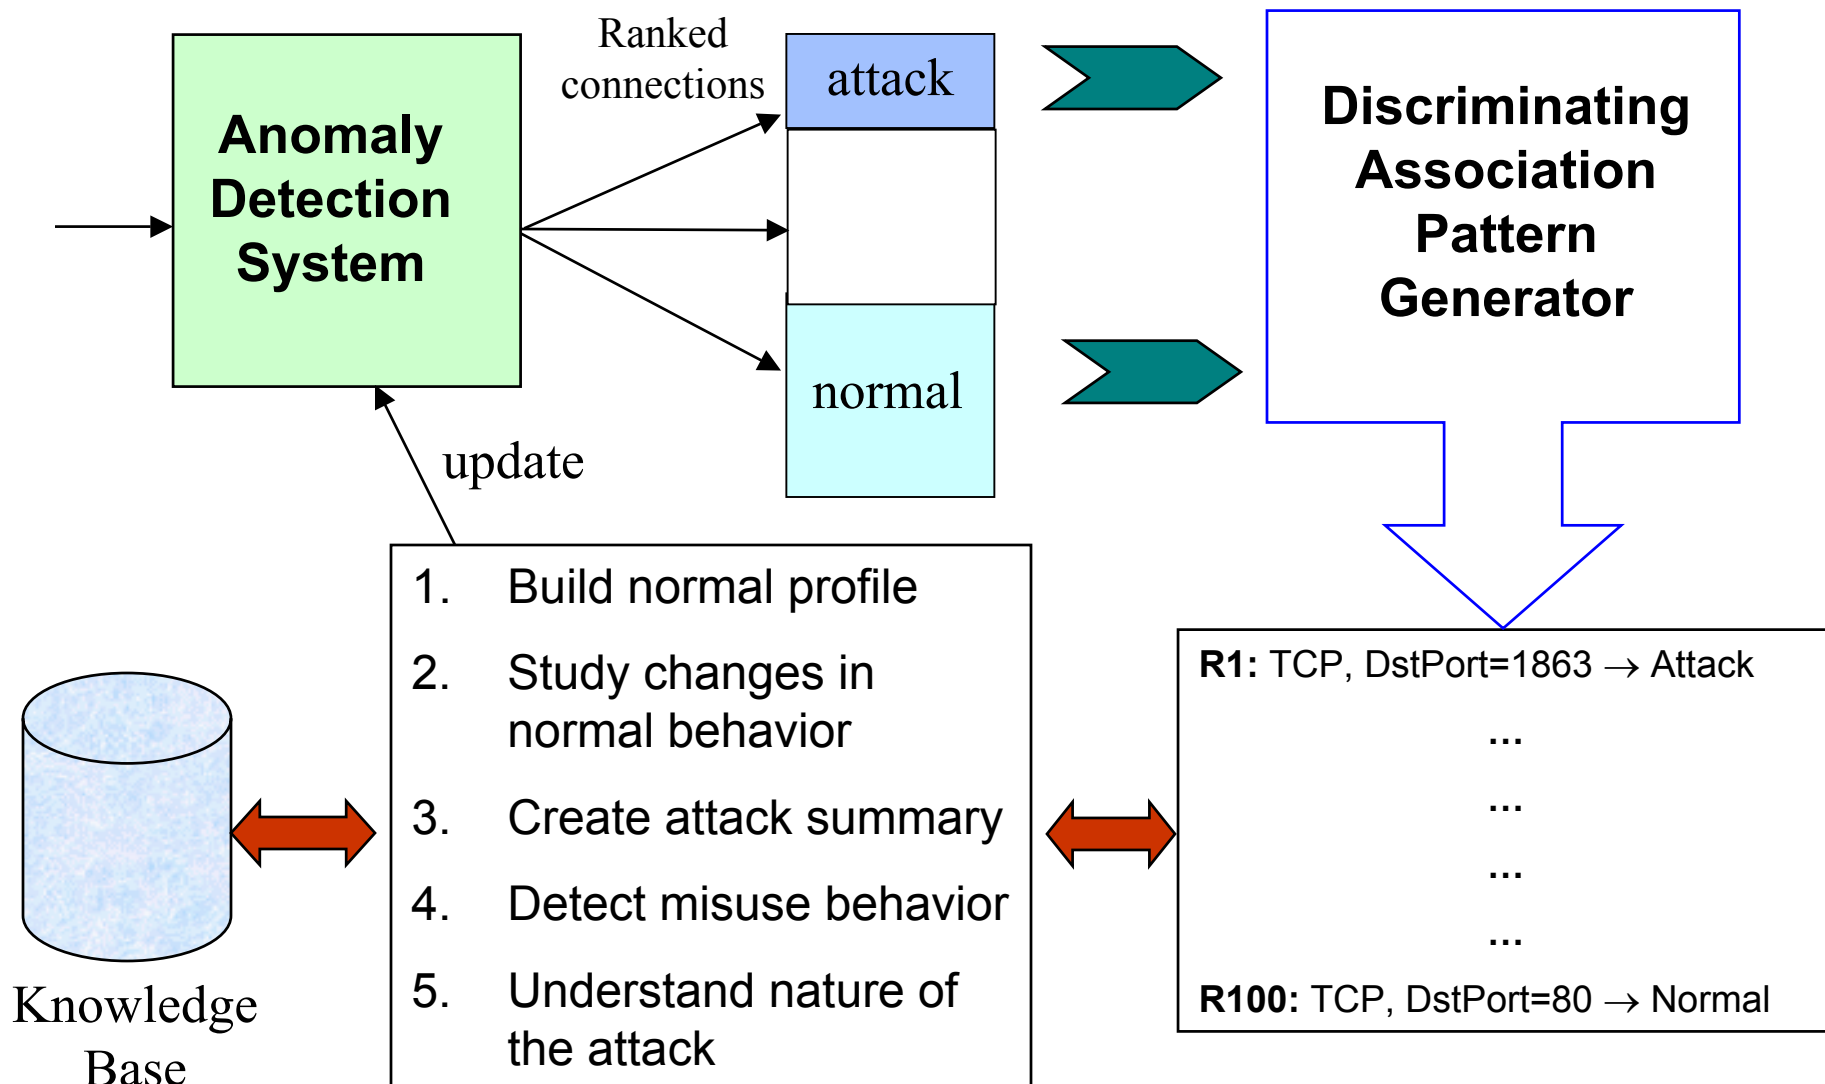 Ranked
connections
Anomaly
Detection
System
attack
normal
Discriminating
Association
Pattern
Generator
update
1. Build normal profile
2. Study changes in
normal behavior
3. Create attack summary
4. Detect misuse behavior
5. Understand nature of
the attack
R1: TCP, DstPort=1863 → Attack
...
...
...
...
R100: TCP, DstPort=80 → Normal
Knowledge
Base